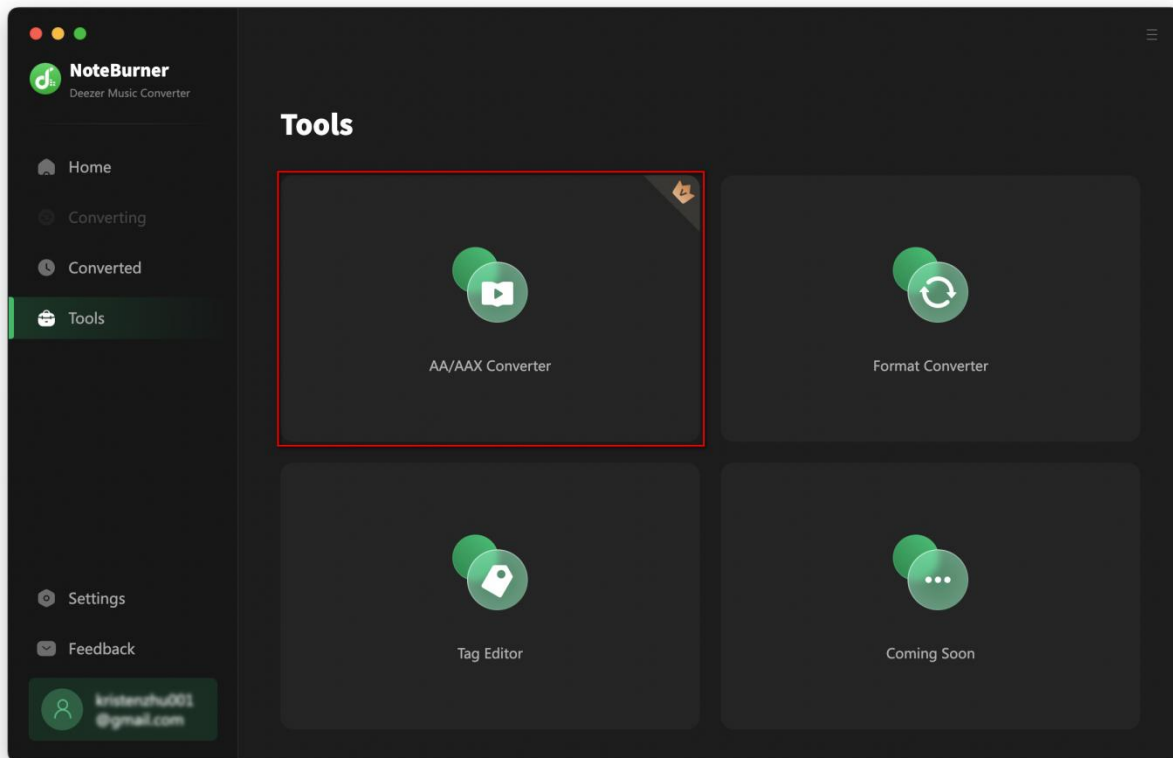 NoteBurner
Deezer Music Converter
Home
Converting
Converted
Tools
Settings
Feedback
Tools
AA/AAX Converter
Format Converter
Tag Editor
Coming Soon